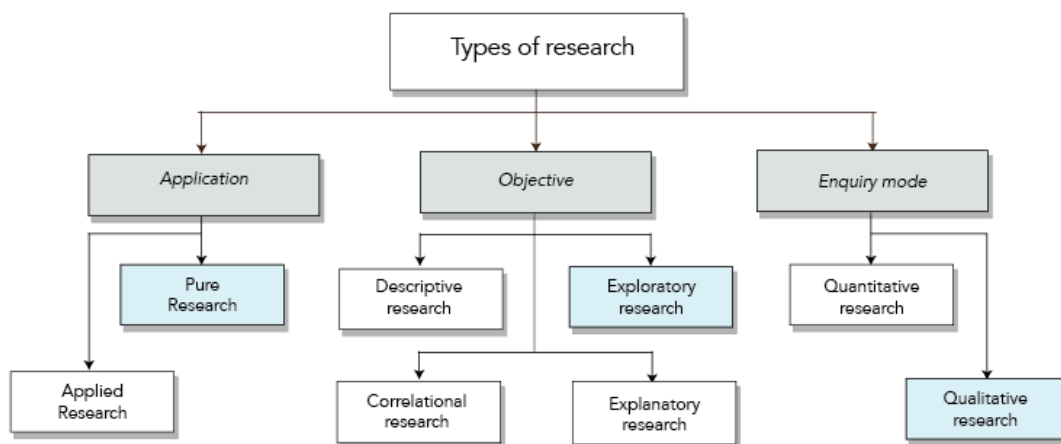 Types of research
Application
Objective
Enquiry mode
Pure
Research
Descriptive
research
Exploratory
research
Quantitative
research
Applied
Research
Correlational
research
Explanatory
research
Qualitative
research